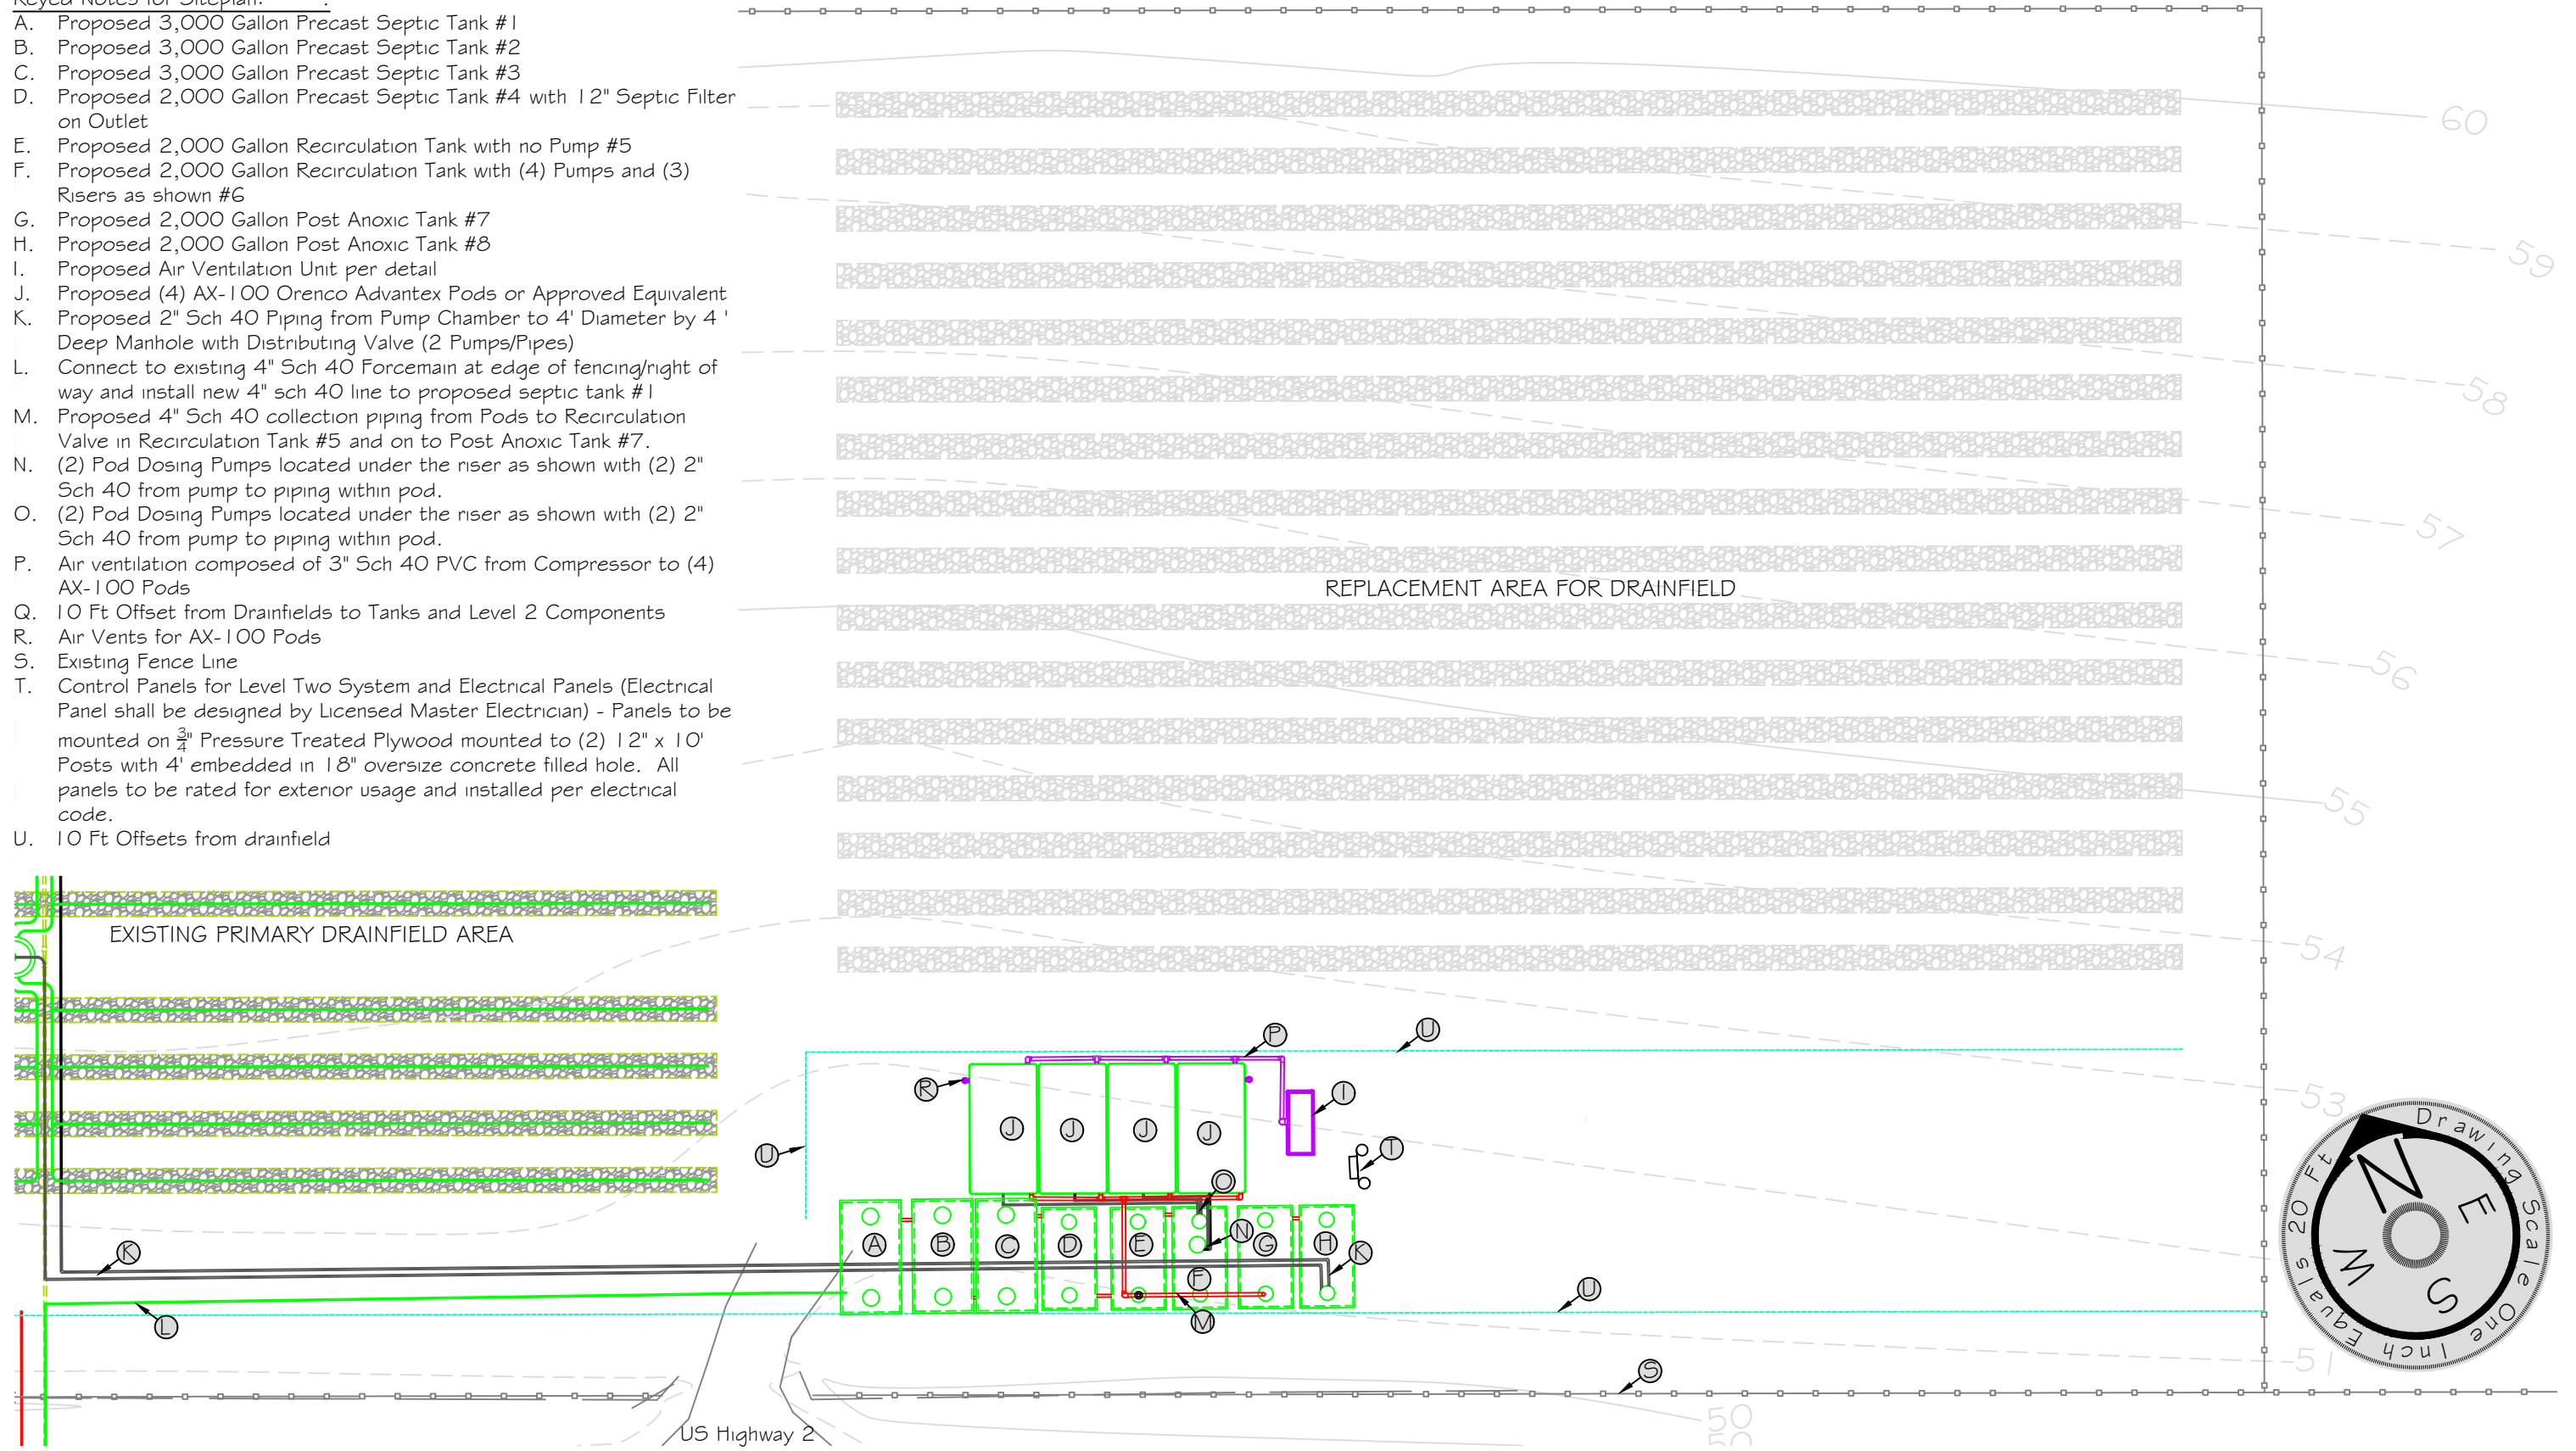 Keyed Notes for Siteplan:
A. Proposed 3,000 Gallon Precast Septic Tank #1
B. Proposed 3,000 Gallon Precast Septic Tank #2
C. Proposed 3,000 Gallon Precast Septic Tank #3
D. Proposed 2,000 Gallon Precast Septic Tank #4 with 12" Septic Filter
on Outlet
E. Proposed 2,000 Gallon Recirculation Tank with no Pump #5
F. Proposed 2,000 Gallon Recirculation Tank with (4) Pumps and (3)
Risers as shown #6
G. Proposed 2,000 Gallon Post Anoxic Tank #7
H. Proposed 2,000 Gallon Post Anoxic Tank #8
I. Proposed Air Ventilation Unit per detail
J. Proposed (4) AX-100 Orenco Advantex Pods or Approved Equivalent
K. Proposed 2" Sch 40 Piping from Pump Chamber to 4' Diameter by 4 '
Deep Manhole with Distributing Valve (2 Pumps/Pipes)
L. Connect to existing 4" Sch 40 Forcemain at edge of fencing/right of
way and install new 4" sch 40 line to proposed septic tank #1
M. Proposed 4" Sch 40 collection piping from Pods to Recirculation
Valve in Recirculation Tank #5 and on to Post Anoxic Tank #7.
N. (2) Pod Dosing Pumps located under the riser as shown with (2) 2"
Sch 40 from pump to piping within pod.
O. (2) Pod Dosing Pumps located under the riser as shown with (2) 2"
Sch 40 from pump to piping within pod.
P. Air ventilation composed of 3" Sch 40 PVC from Compressor to (4)
AX-100 Pods
Q. 10 Ft Offset from Drainfields to Tanks and Level 2 Components
R. Air Vents for AX-100 Pods
S. Existing Fence Line
T. Control Panels for Level Two System and Electrical Panels (Electrical
Panel shall be designed by Licensed Master Electrician) - Panels to be
mounted on 3/4" Pressure Treated Plywood mounted to (2) 12" x 10'
Posts with 4' embedded in 18" oversize concrete filled hole. All
panels to be rated for exterior usage and installed per electrical
code.
U. 10 Ft Offsets from drainfield
60
59
58
57
REPLACEMENT AREA FOR DRAINFIELD
56
55
EXISTING PRIMARY DRAINFIELD AREA
54
53
P
U
R
I
J
J
J
J
U
T
O
A
B
C
D
E
N
G
H
K
K
F
U
L
M
51
S
50
50
US Highway 2
N
E
S
W
Drawing Scale One Inch Equals 20 Ft